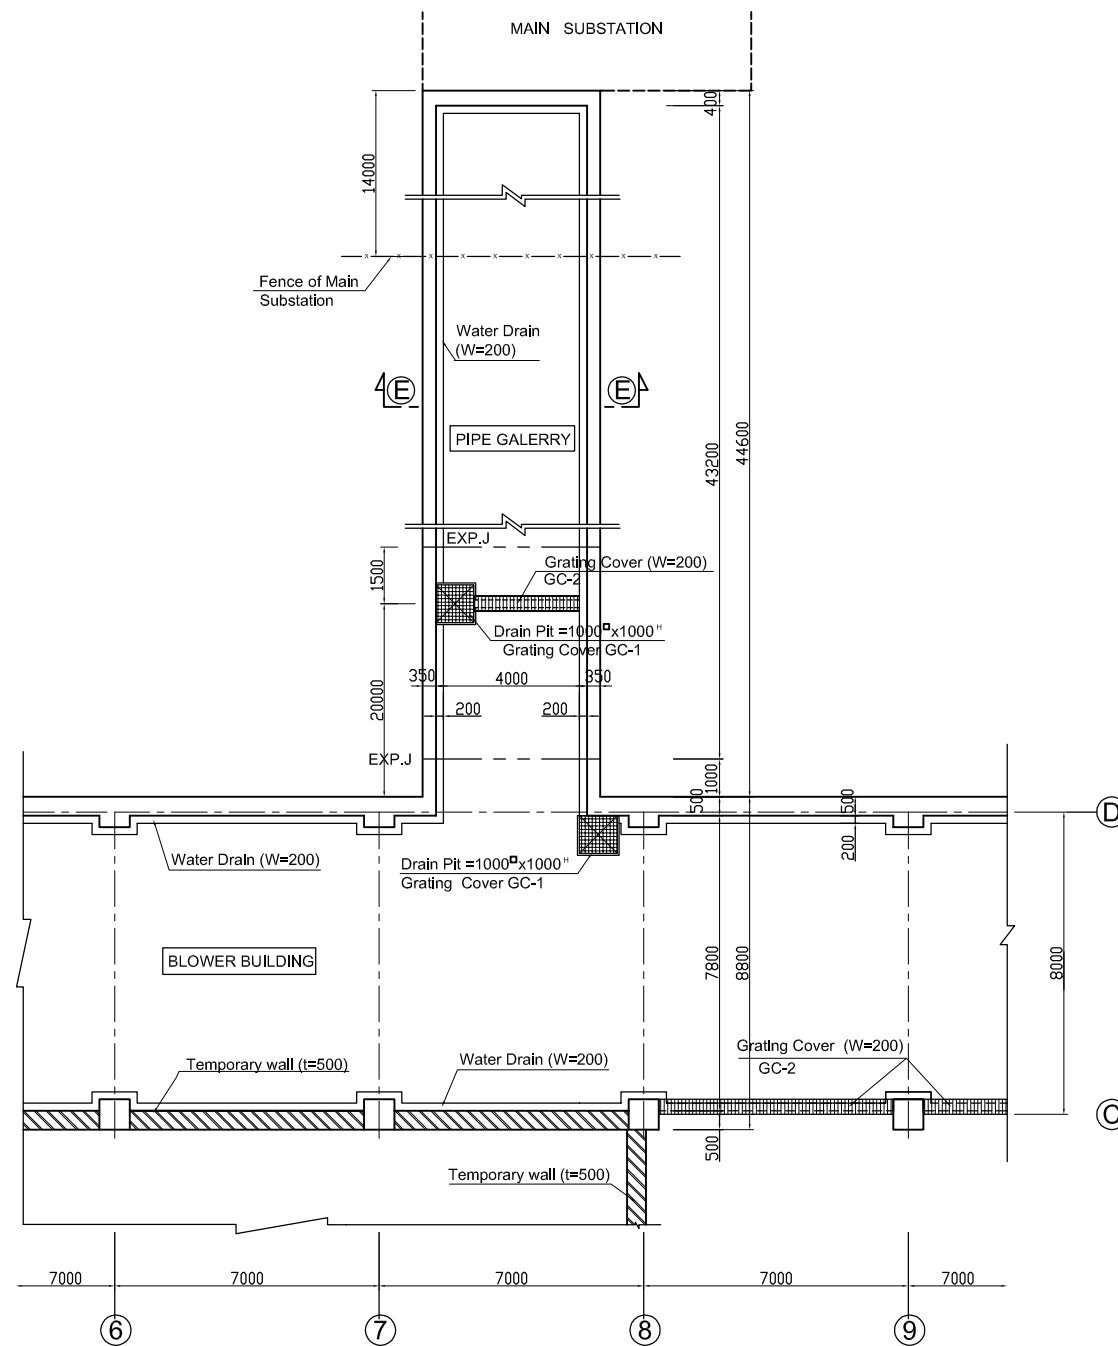 MAIN SUBSTATION
400
14000
Fence of Main
Substation
Water Drain
(W=200)
E
E
PIPE GALERRY
43200
44600
EXP.J
1500
Grating Cover (W=200)
GC-2
Drain Pit =1000□x1000H
Grating Cover GC-1
350
4000
350
20000
200
200
EXP.J
1000
500
500
D
200
Water Drain (W=200)
Drain Pit =1000□x1000H
Grating Cover GC-1
BLOWER BUILDING
7800
8800
8000
Temporary wall (t=500)
Water Drain (W=200)
Grating Cover (W=200)
GC-2
C
500
Temporary wall (t=500)
7000
7000
7000
7000
7000
6
7
8
9